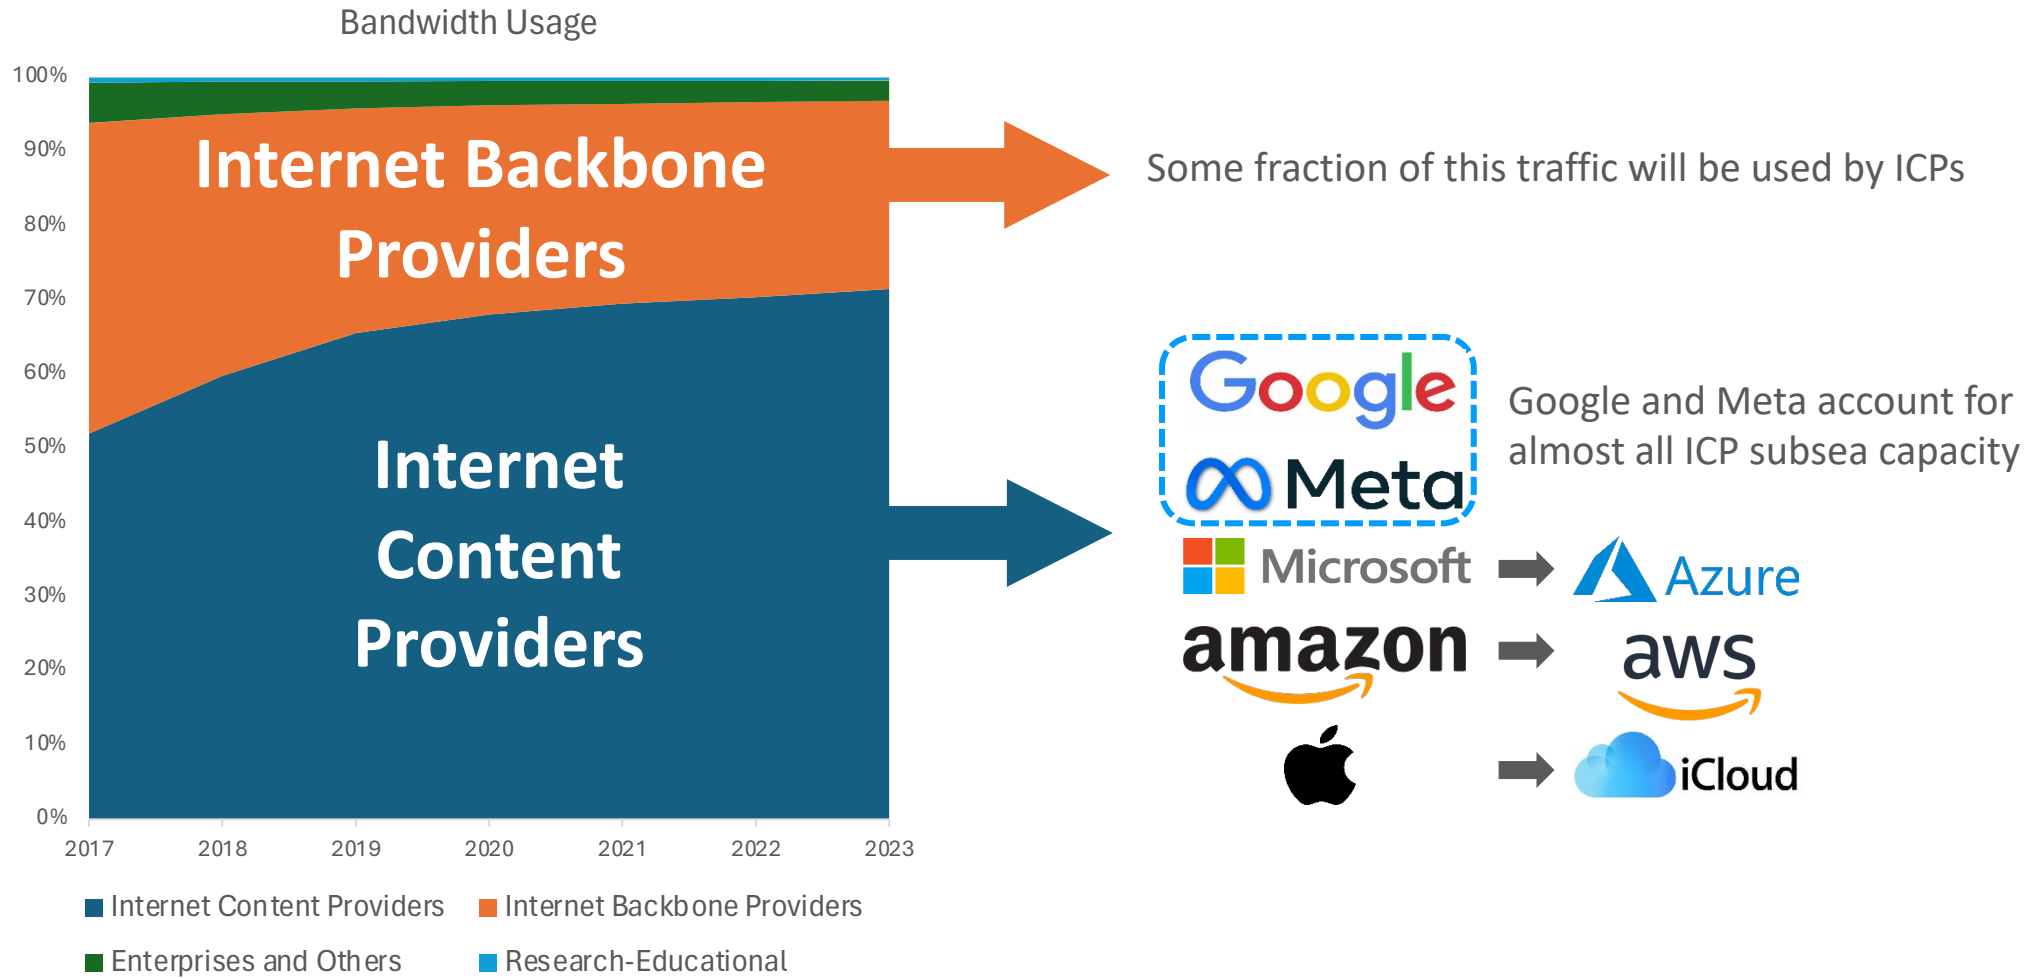 Bandwidth Usage
100%
90%
80%
70%
60%
50%
40%
30%
20%
10%
0%
2017 2018 2019 2020 2021 2022 2023
Internet Backbone
Providers
Internet
Content
Providers
Internet Content Providers
Internet Backbone Providers
Enterprises and Others
Research-Educational
Some fraction of this traffic will be used by ICPs
Google
Meta
Google and Meta account for
almost all ICP subsea capacity
Microsoft
Azure
amazon
aws
iCloud